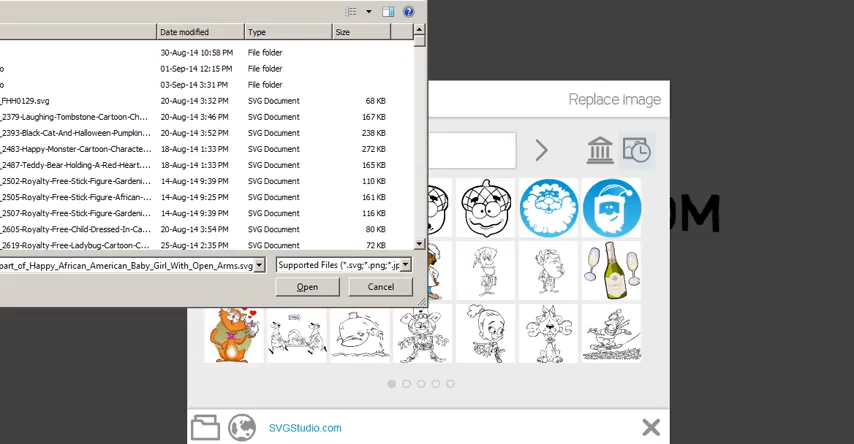 Date modified Type Size
30-Aug-14 10:58 PM File folder
o 01-Sep-14 12:15 PM File folder
o 03-Sep-14 3:31 PM File folder
_FHH0129.svg 20-Aug-14 3:32 PM SVG Document 68 KB
_2379-Laughing-Tombstone-Cartoon-Ch... 20-Aug-14 3:46 PM SVG Document 167 KB
_2393-Black-Cat-And-Halloween-Pumpkin... 20-Aug-14 3:52 PM SVG Document 238 KB
_2483-Happy-Monster-Cartoon-Characte... 18-Aug-14 1:33 PM SVG Document 272 KB
_2487-Teddy-Bear-Holding-A-Red-Heart... 18-Aug-14 1:33 PM SVG Document 165 KB
_2502-Royalty-Free-Stick-Figure-Gardeni... 14-Aug-14 9:39 PM SVG Document 110 KB
_2505-Royalty-Free-Stick-Figure-African-... 14-Aug-14 9:25 PM SVG Document 161 KB
_2507-Royalty-Free-Stick-Figure-Gardeni... 14-Aug-14 9:39 PM SVG Document 116 KB
_2605-Royalty-Free-Child-Dressed-In-Ca... 20-Aug-14 3:54 PM SVG Document 80 KB
_2619-Royalty-Free-Ladybug-Cartoon-C... 25-Aug-14 2:35 PM SVG Document 72 KB
part_of_Happy_African_American_Baby_Girl_With_Open_Arms.svg Supported Files (*.svg;*.png;*.jp
Open Cancel
Replace image
OM
SVGStudio.com